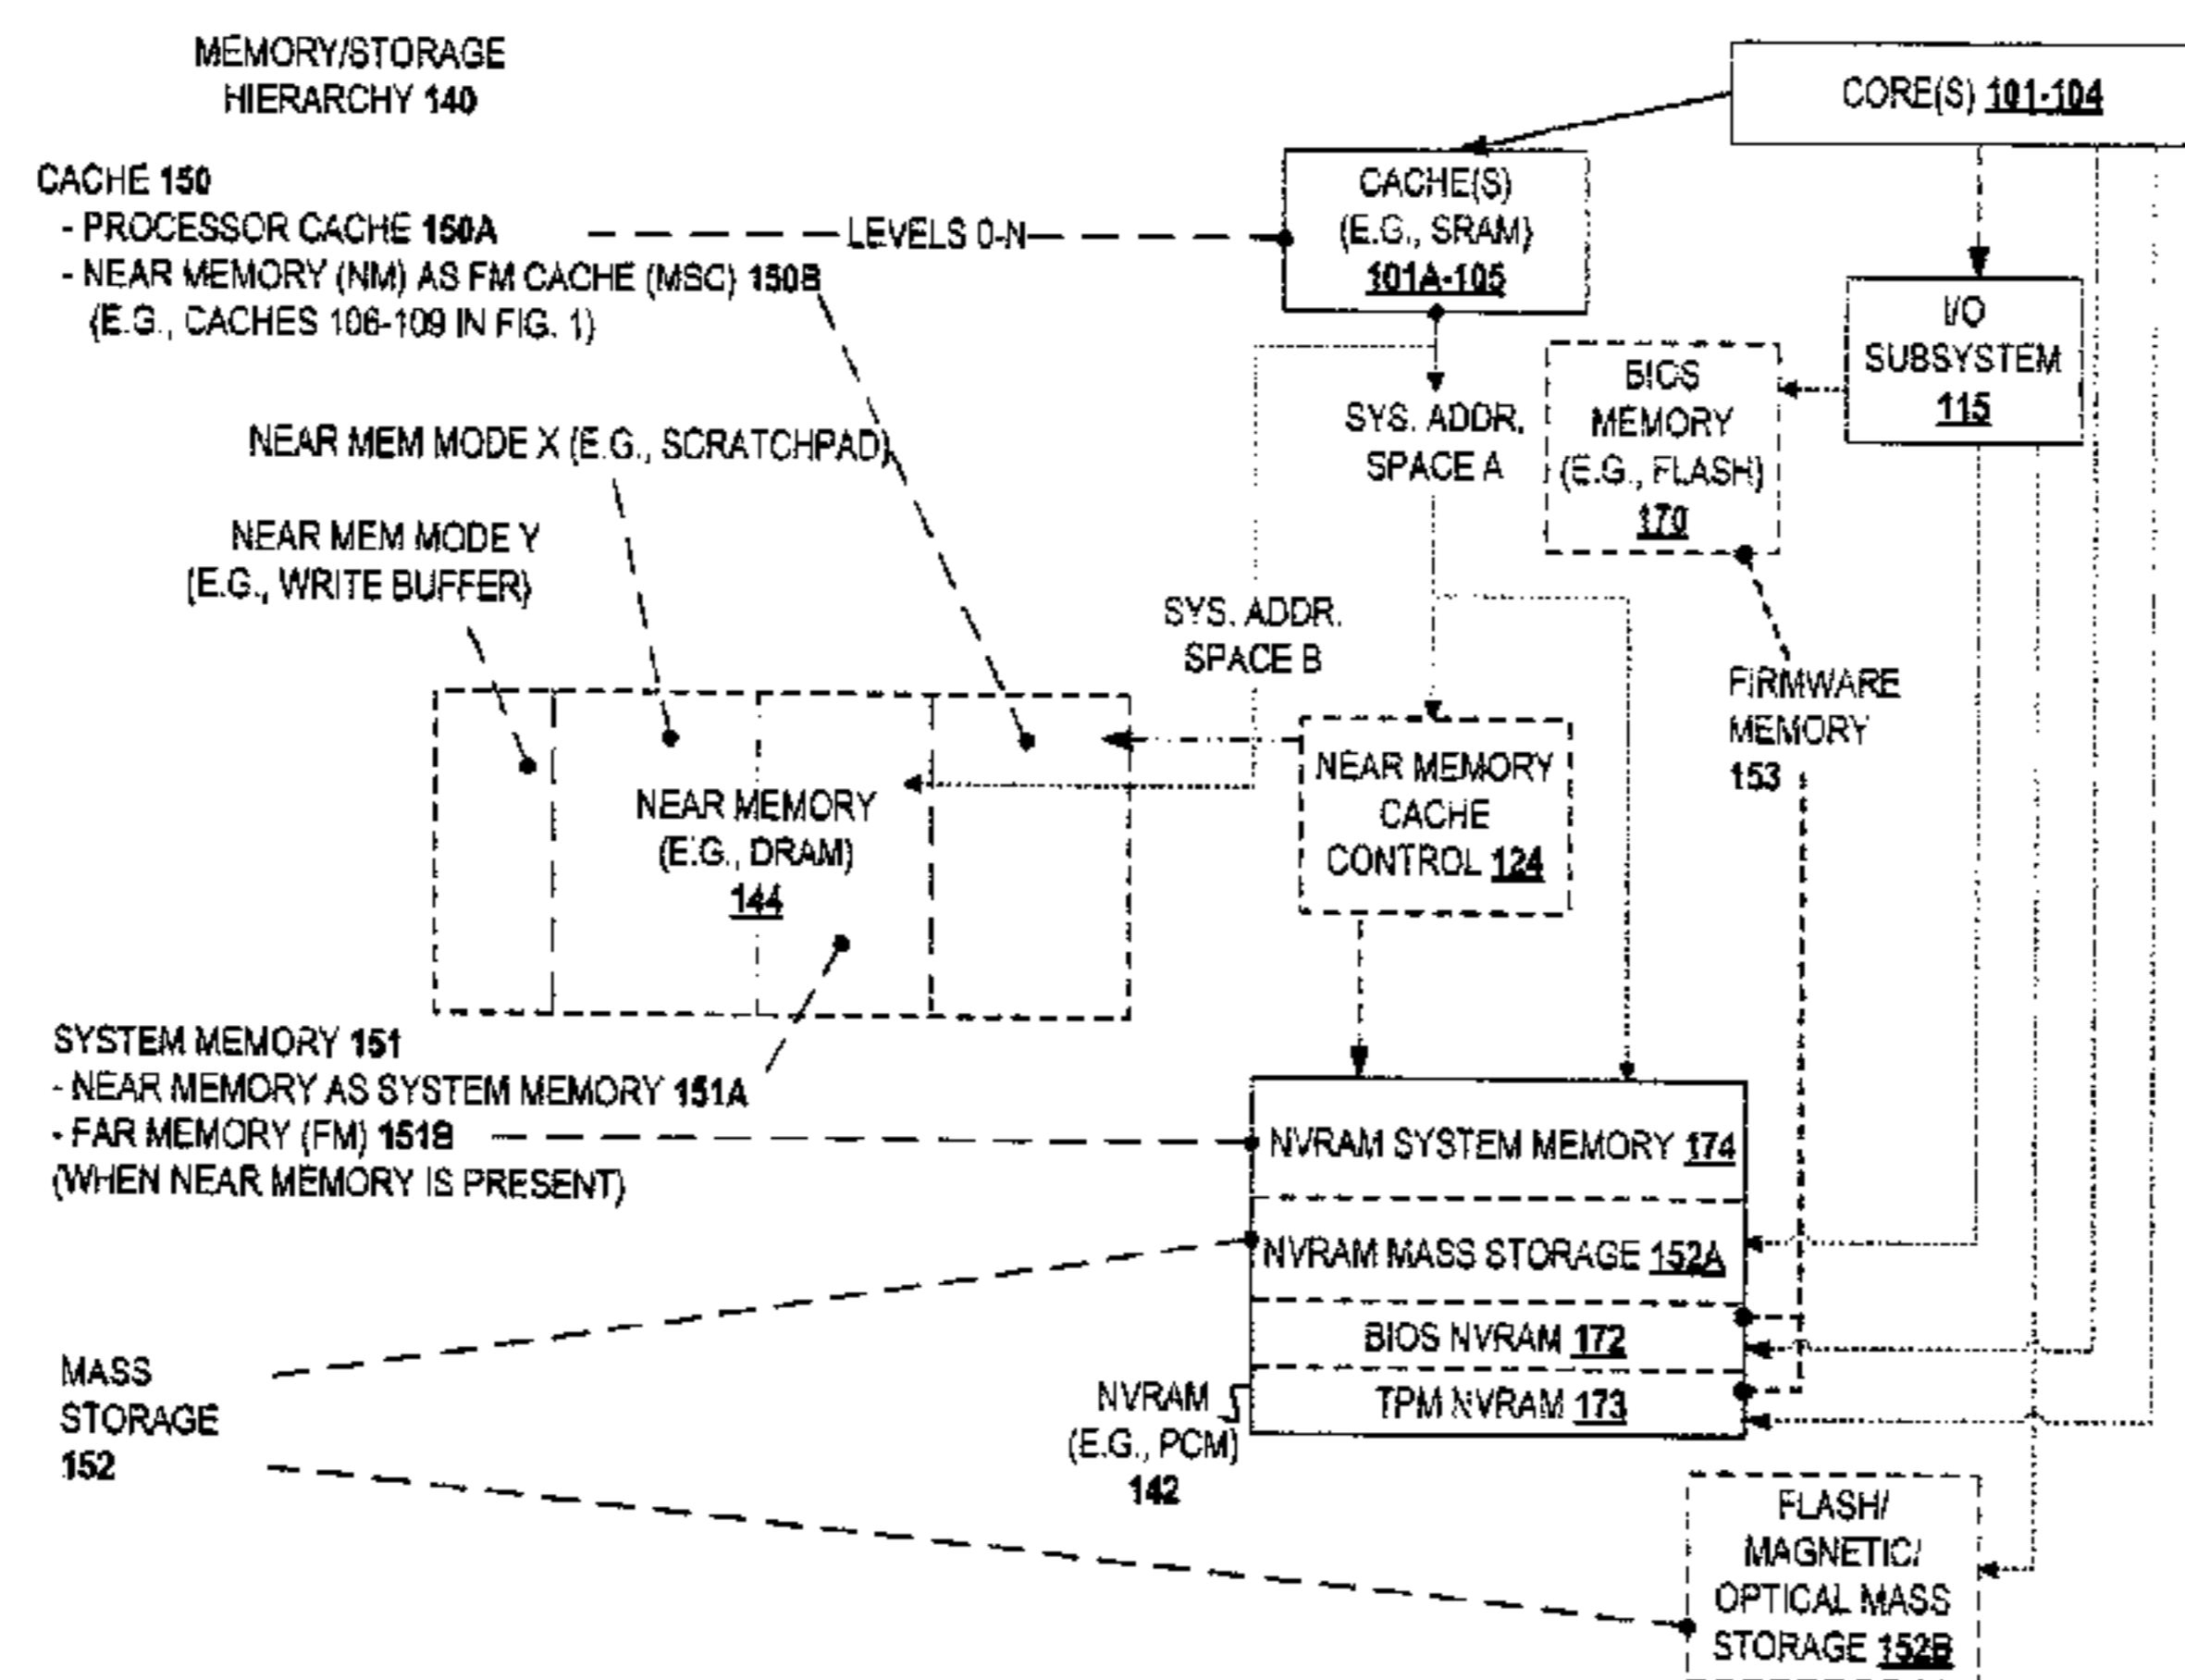 MEMORY/STORAGE
HIERARCHY 140
CORE(S) 101-104
CACHE 150
- PROCESSOR CACHE 150A
- NEAR MEMORY (NM) AS FM CACHE (MSC) 150B
(E.G., CACHES 106-109 IN FIG. 1)
LEVELS 0-N
CACHE(S)
(E.G., SRAM)
101A-105
I/O
SUBSYSTEM
115
BIOS
MEMORY
(E.G., FLASH)
170
SYS. ADDR.
SPACE A
NEAR MEM MODE X (E.G., SCRATCHPAD)
NEAR MEM MODE Y
(E.G., WRITE BUFFER)
SYS. ADDR.
SPACE B
FIRMWARE
MEMORY
153
NEAR MEMORY
(E.G., DRAM)
144
NEAR MEMORY
CACHE
CONTROL 124
SYSTEM MEMORY 151
- NEAR MEMORY AS SYSTEM MEMORY 151A
- FAR MEMORY (FM) 151B
(WHEN NEAR MEMORY IS PRESENT)
NVRAM SYSTEM MEMORY 174
NVRAM MASS STORAGE 152A
BIOS NVRAM 172
TPM NVRAM 173
MASS
STORAGE
152
NVRAM
(E.G., PCM)
142
FLASH/
MAGNETIC/
OPTICAL MASS
STORAGE 152B